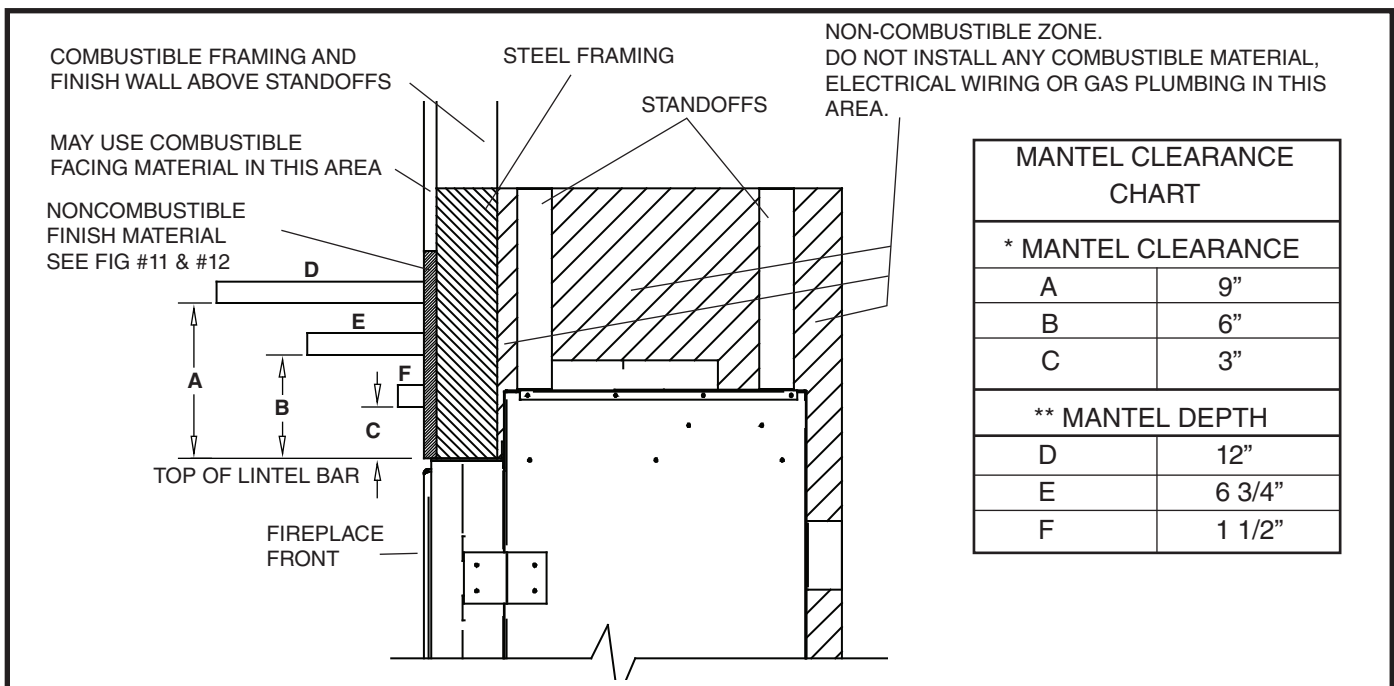 COMBUSTIBLE FRAMING AND
FINISH WALL ABOVE STANDOFFS
STEEL FRAMING
STANDOFFS
NON-COMBUSTIBLE ZONE.
DO NOT INSTALL ANY COMBUSTIBLE MATERIAL,
ELECTRICAL WIRING OR GAS PLUMBING IN THIS
AREA.
MAY USE COMBUSTIBLE
FACING MATERIAL IN THIS AREA
NONCOMBUSTIBLE
FINISH MATERIAL
SEE FIG #11 & #12
D
E
F
A
B
C
TOP OF LINTEL BAR
FIREPLACE
FRONT
MANTEL CLEARANCE
CHART
* MANTEL CLEARANCE
A 9”
B 6”
C 3”
** MANTEL DEPTH
D 12”
E 6 3/4”
F 1 1/2”